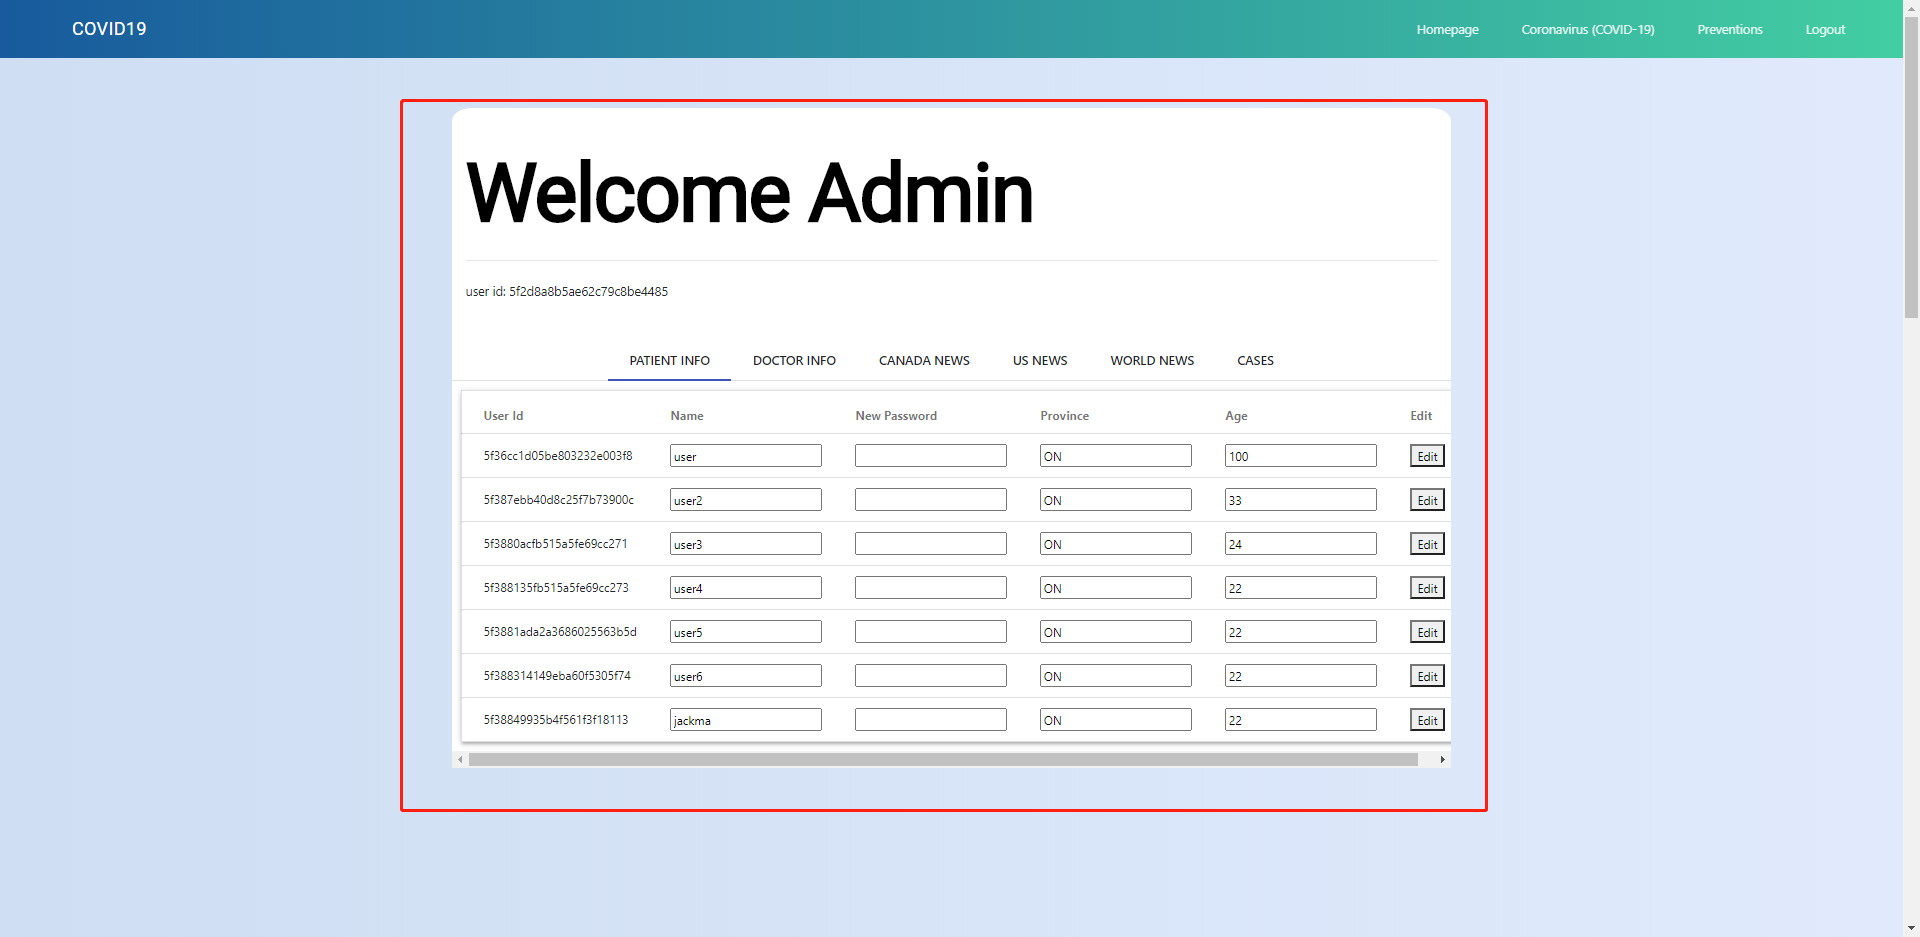 COVID19 Homepage Coronavirus (COVID-19) Preventions Logout
Welcome Admin
user id: 5f2d8a8b5ae62c79c8be4485
PATIENT INFO DOCTOR INFO CANADA NEWS US NEWS WORLD NEWS CASES
User Id Name New Password Province Age Edit
5f36cc1d05be803232e003f8 user ON 100 Edit
5f387ebb40d8c25f7b73900c user2 ON 33 Edit
5f3880acfb515a5fe69cc271 user3 ON 24 Edit
5f388135fb515a5fe69cc273 user4 ON 22 Edit
5f3881ada2a3686025563b5d user5 ON 22 Edit
5f388314149eba60f5305f74 user6 ON 22 Edit
5f38849935b4f561f3f18113 jackma ON 22 Edit